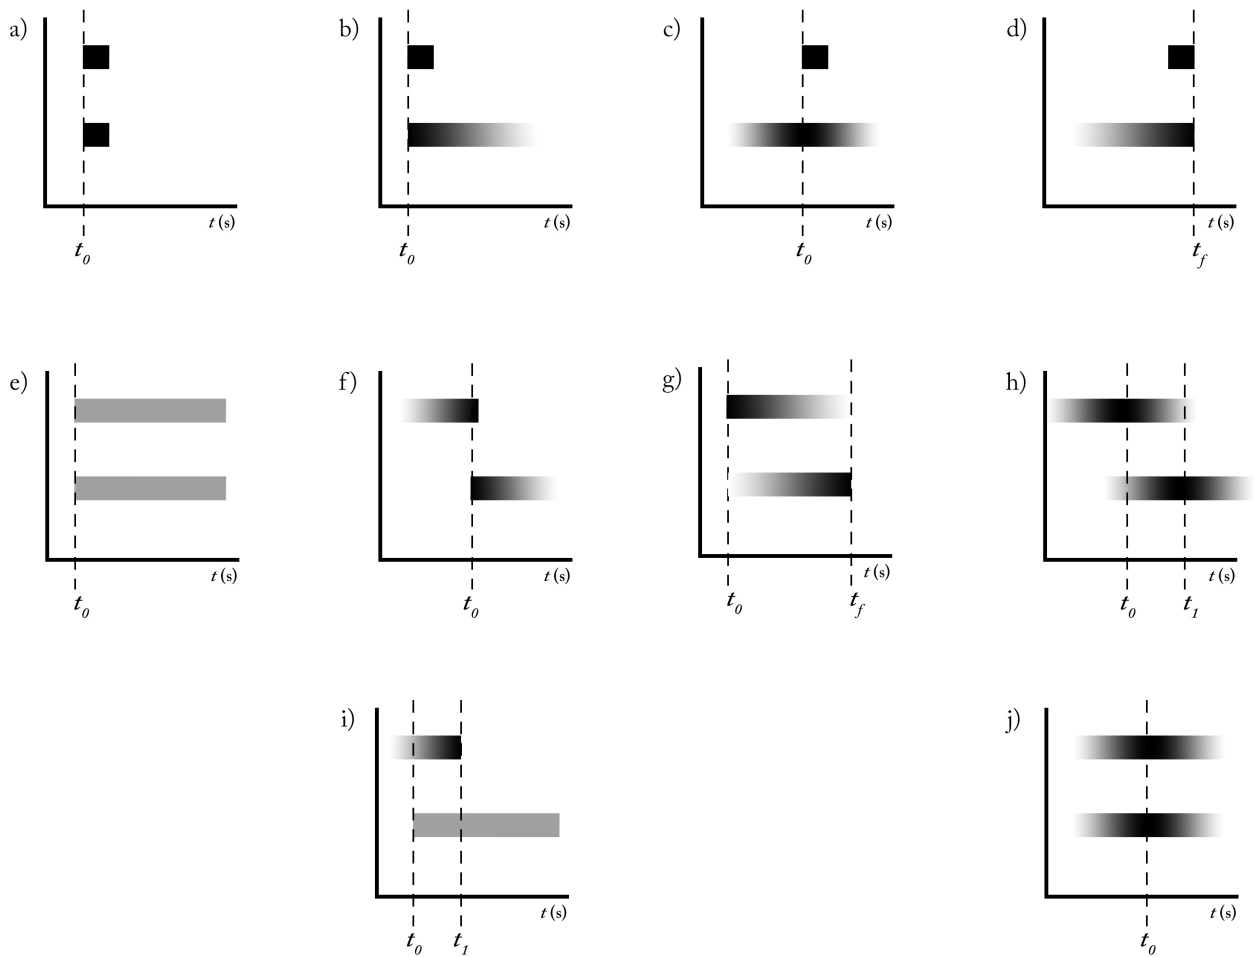 a) b) c) d)
t (s) t (s) t (s) t (s)
t0 t0 t0 tf
e) f) g) h)
t (s) t (s) t (s) t (s)
t0 t0 t0 tf t0 t1
i) j)
t (s) t (s)
t0 t1 t0